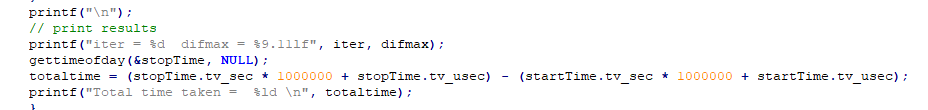 printf("\n");
// print results
printf("iter = %d  difmax = %9.11lf", iter, difmax);
gettimeofday(&stopTime, NULL);
totaltime = (stopTime.tv_sec * 1000000 + stopTime.tv_usec) - (startTime.tv_sec * 1000000 + startTime.tv_usec);
printf("Total time taken =  %ld \n", totaltime);
}